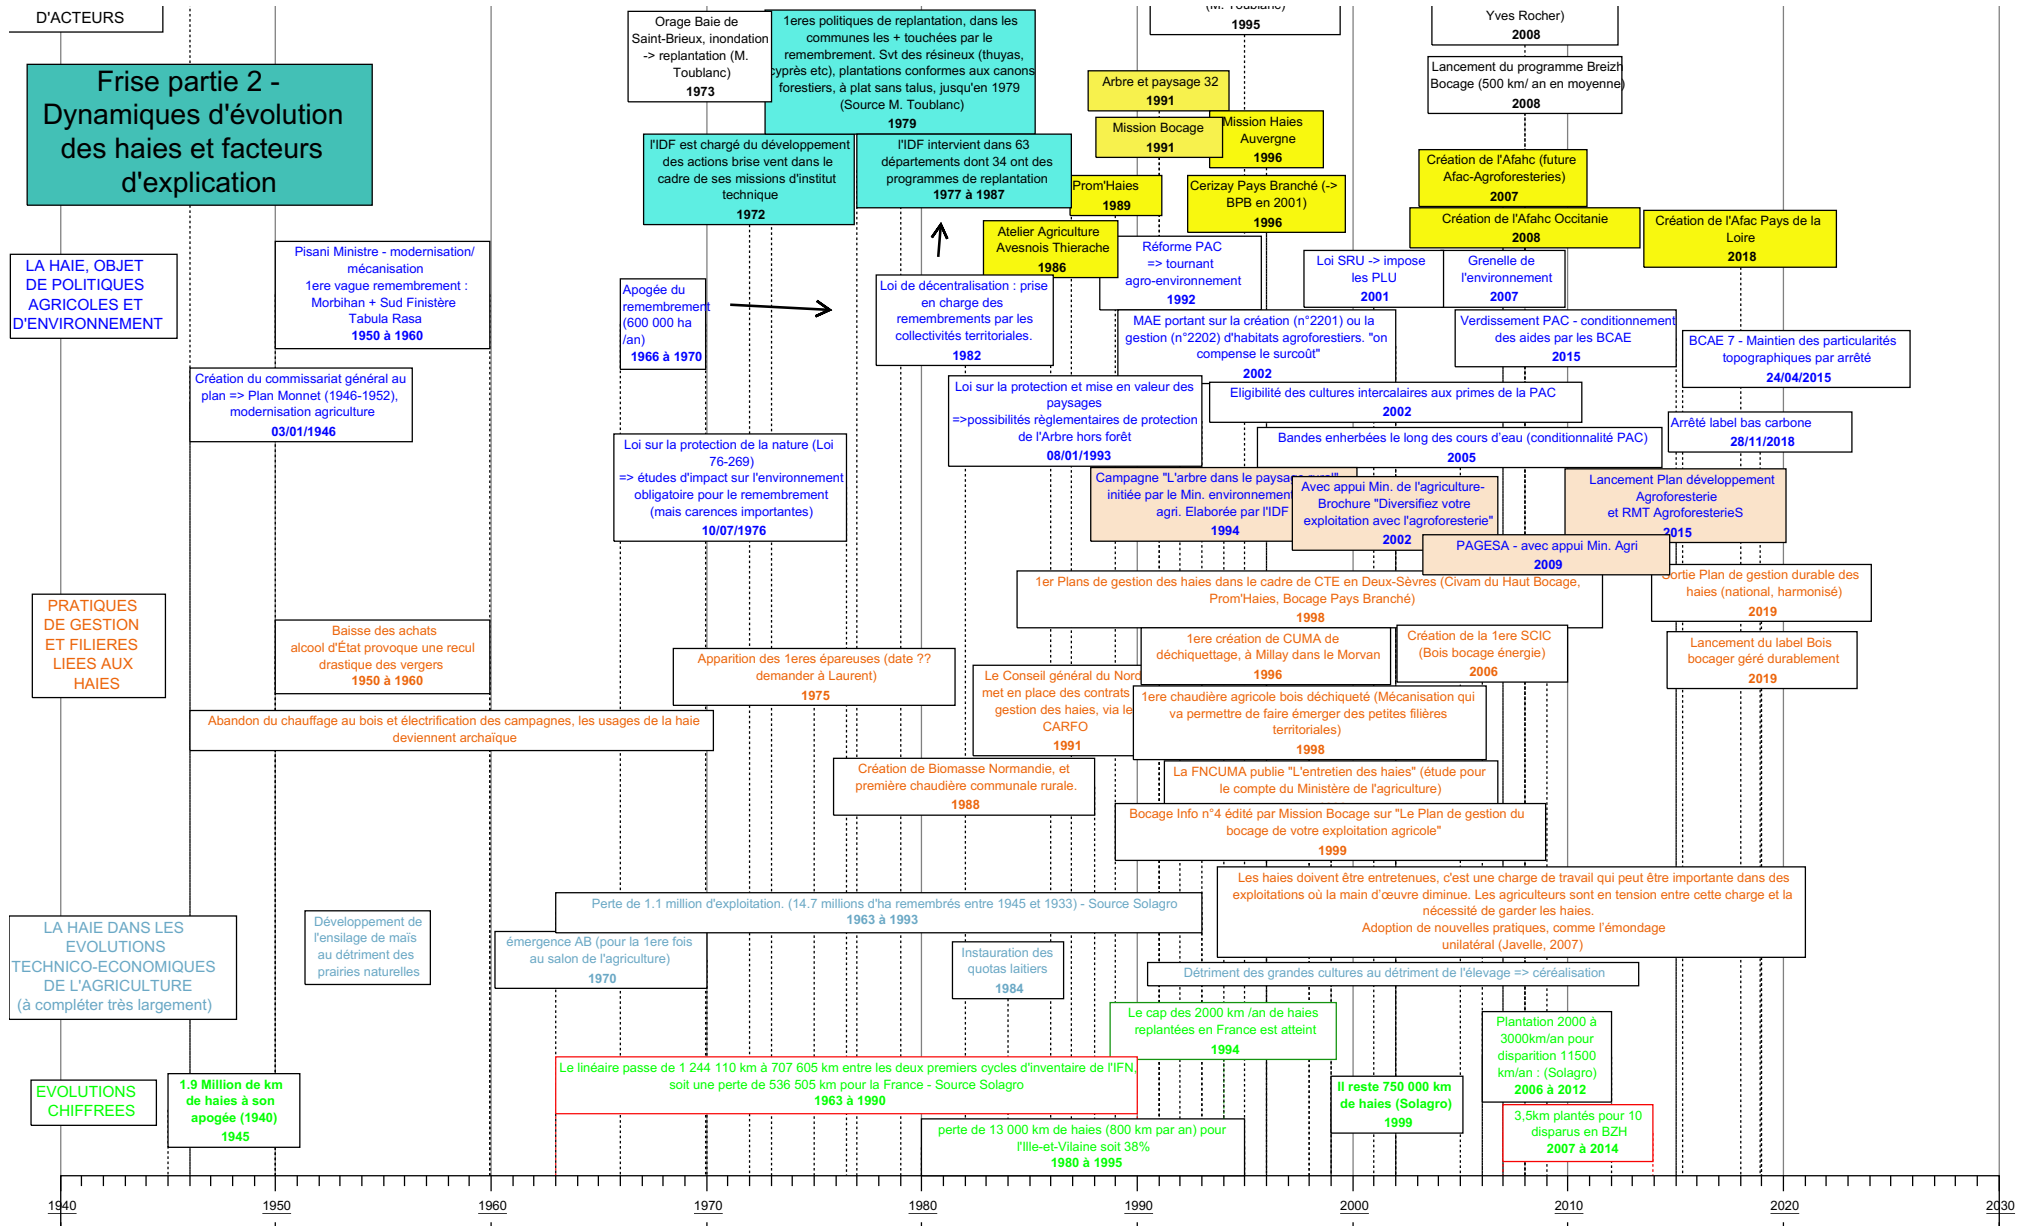 D'ACTEURS
Orage Baie de
Saint-Brieux, inondation
-> replantation (M.
Toublanc)
1973
1eres politiques de replantation, dans les
communes les + touchées par le
remembrement. Svt des résineux (thuyas,
cyprès etc), plantations conformes aux canons
forestiers, à plat sans talus, jusqu'en 1979
(Source M. Toublanc)
1979
(M. Toublanc)
1995
Yves Rocher)
2008
Lancement du programme Breizh
Bocage (500 km/ an en moyenne)
2008
Frise partie 2 -
Dynamiques d'évolution
des haies et facteurs
d'explication
Arbre et paysage 32
1991
Mission Bocage
1991
Mission Haies
Auvergne
1996
l'IDF est chargé du développement
des actions brise vent dans le
cadre de ses missions d'institut
technique
1972
l'IDF intervient dans 63
départements dont 34 ont des
programmes de replantation
1977 à 1987
Prom'Haies
1989
Cerizay Pays Branché (->
BPB en 2001)
1996
Création de l'Afahc (future
Afac-Agroforesteries)
2007
Création de l'Afahc Occitanie
2008
Création de l'Afac Pays de la
Loire
2018
Atelier Agriculture
Avesnois Thierache
1986
LA HAIE, OBJET
DE POLITIQUES
AGRICOLES ET
D'ENVIRONNEMENT
Pisani Ministre - modernisation/
mécanisation
1ere vague remembrement :
Morbihan + Sud Finistère
Tabula Rasa
1950 à 1960
Apogée du
remembrement
(600 000 ha
/an)
1966 à 1970
Loi de décentralisation : prise
en charge des
remembrements par les
collectivités territoriales.
1982
Réforme PAC
=> tournant
agro-environnement
1992
Loi SRU -> impose
les PLU
2001
Grenelle de
l'environnement
2007
MAE portant sur la création (n°2201) ou la
gestion (n°2202) d'habitats agroforestiers. "on
compense le surcoût"
2002
Verdissement PAC - conditionnement
des aides par les BCAE
2015
BCAE 7 - Maintien des particularités
topographiques par arrêté
24/04/2015
Création du commissariat général au
plan => Plan Monnet (1946-1952),
modernisation agriculture
03/01/1946
Loi sur la protection et mise en valeur des
paysages
=>possibilités règlementaires de protection
de l'Arbre hors forêt
08/01/1993
Eligibilité des cultures intercalaires aux primes de la PAC
2002
Arrêté label bas carbone
28/11/2018
Bandes enherbées le long des cours d'eau (conditionnalité PAC)
2005
Loi sur la protection de la nature (Loi
76-269)
=> études d'impact sur l'environnement
obligatoire pour le remembrement
(mais carences importantes)
10/07/1976
Campagne "L'arbre dans le paysage rural"
initiée par le Min. environnement
agri. Elaborée par l'IDF
1994
Avec appui Min. de l'agriculture-
Brochure "Diversifiez votre
exploitation avec l'agroforesterie"
2002
Lancement Plan développement
Agroforesterie
et RMT AgroforesterieS
2015
PAGESA - avec appui Min. Agri
2009
PRATIQUES
DE GESTION
ET FILIERES
LIEES AUX
HAIES
1er Plans de gestion des haies dans le cadre de CTE en Deux-Sèvres (Civam du Haut Bocage,
Prom'Haies, Bocage Pays Branché)
1998
Sortie Plan de gestion durable des
haies (national, harmonisé)
2019
Baisse des achats
alcool d'État provoque une recul
drastique des vergers
1950 à 1960
Apparition des 1eres épareuses (date ??
demander à Laurent)
1975
1ere création de CUMA de
déchiquettage, à Millay dans le Morvan
1996
Création de la 1ere SCIC
(Bois bocage énergie)
2006
Lancement du label Bois
bocager géré durablement
2019
Le Conseil général du Nord
met en place des contrats
gestion des haies, via le
CARFO
1991
1ere chaudière agricole bois déchiqueté (Mécanisation qui
va permettre de faire émerger des petites filières
territoriales)
1998
Abandon du chauffage au bois et électrification des campagnes, les usages de la haie
deviennent archaïque
Création de Biomasse Normandie, et
première chaudière communale rurale.
1988
La FNCUMA publie "L'entretien des haies" (étude pour
le compte du Ministère de l'agriculture)
Bocage Info n°4 édité par Mission Bocage sur "Le Plan de gestion du
bocage de votre exploitation agricole"
1999
Les haies doivent être entretenues, c'est une charge de travail qui peut être importante dans des
exploitations où la main d'œuvre diminue. Les agriculteurs sont en tension entre cette charge et la
nécessité de garder les haies.
Adoption de nouvelles pratiques, comme l'émondage
unilatéral (Javelle, 2007)
LA HAIE DANS LES
EVOLUTIONS
TECHNICO-ECONOMIQUES
DE L'AGRICULTURE
(à compléter très largement)
Développement de
l'ensilage de maïs
au détriment des
prairies naturelles
Perte de 1.1 million d'exploitation. (14.7 millions d'ha remembrés entre 1945 et 1933) - Source Solagro
1963 à 1993
émergence AB (pour la 1ere fois
au salon de l'agriculture)
1970
Instauration des
quotas laitiers
1984
Détriment des grandes cultures au détriment de l'élevage => céréalisation
EVOLUTIONS
CHIFFREES
1.9 Million de km
de haies à son
apogée (1940)
1945
Le linéaire passe de 1 244 110 km à 707 605 km entre les deux premiers cycles d'inventaire de l'IFN,
soit une perte de 536 505 km pour la France - Source Solagro
1963 à 1990
Le cap des 2000 km /an de haies
replantées en France est atteint
1994
perte de 13 000 km de haies (800 km par an) pour
l'Ille-et-Vilaine soit 38%
1980 à 1995
Il reste 750 000 km
de haies (Solagro)
1999
Plantation 2000 à
3000km/an pour
disparition 11500
km/an : (Solagro)
2006 à 2012
3,5km plantés pour 10
disparus en BZH
2007 à 2014
1940 1950 1960 1970 1980 1990 2000 2010 2020 2030